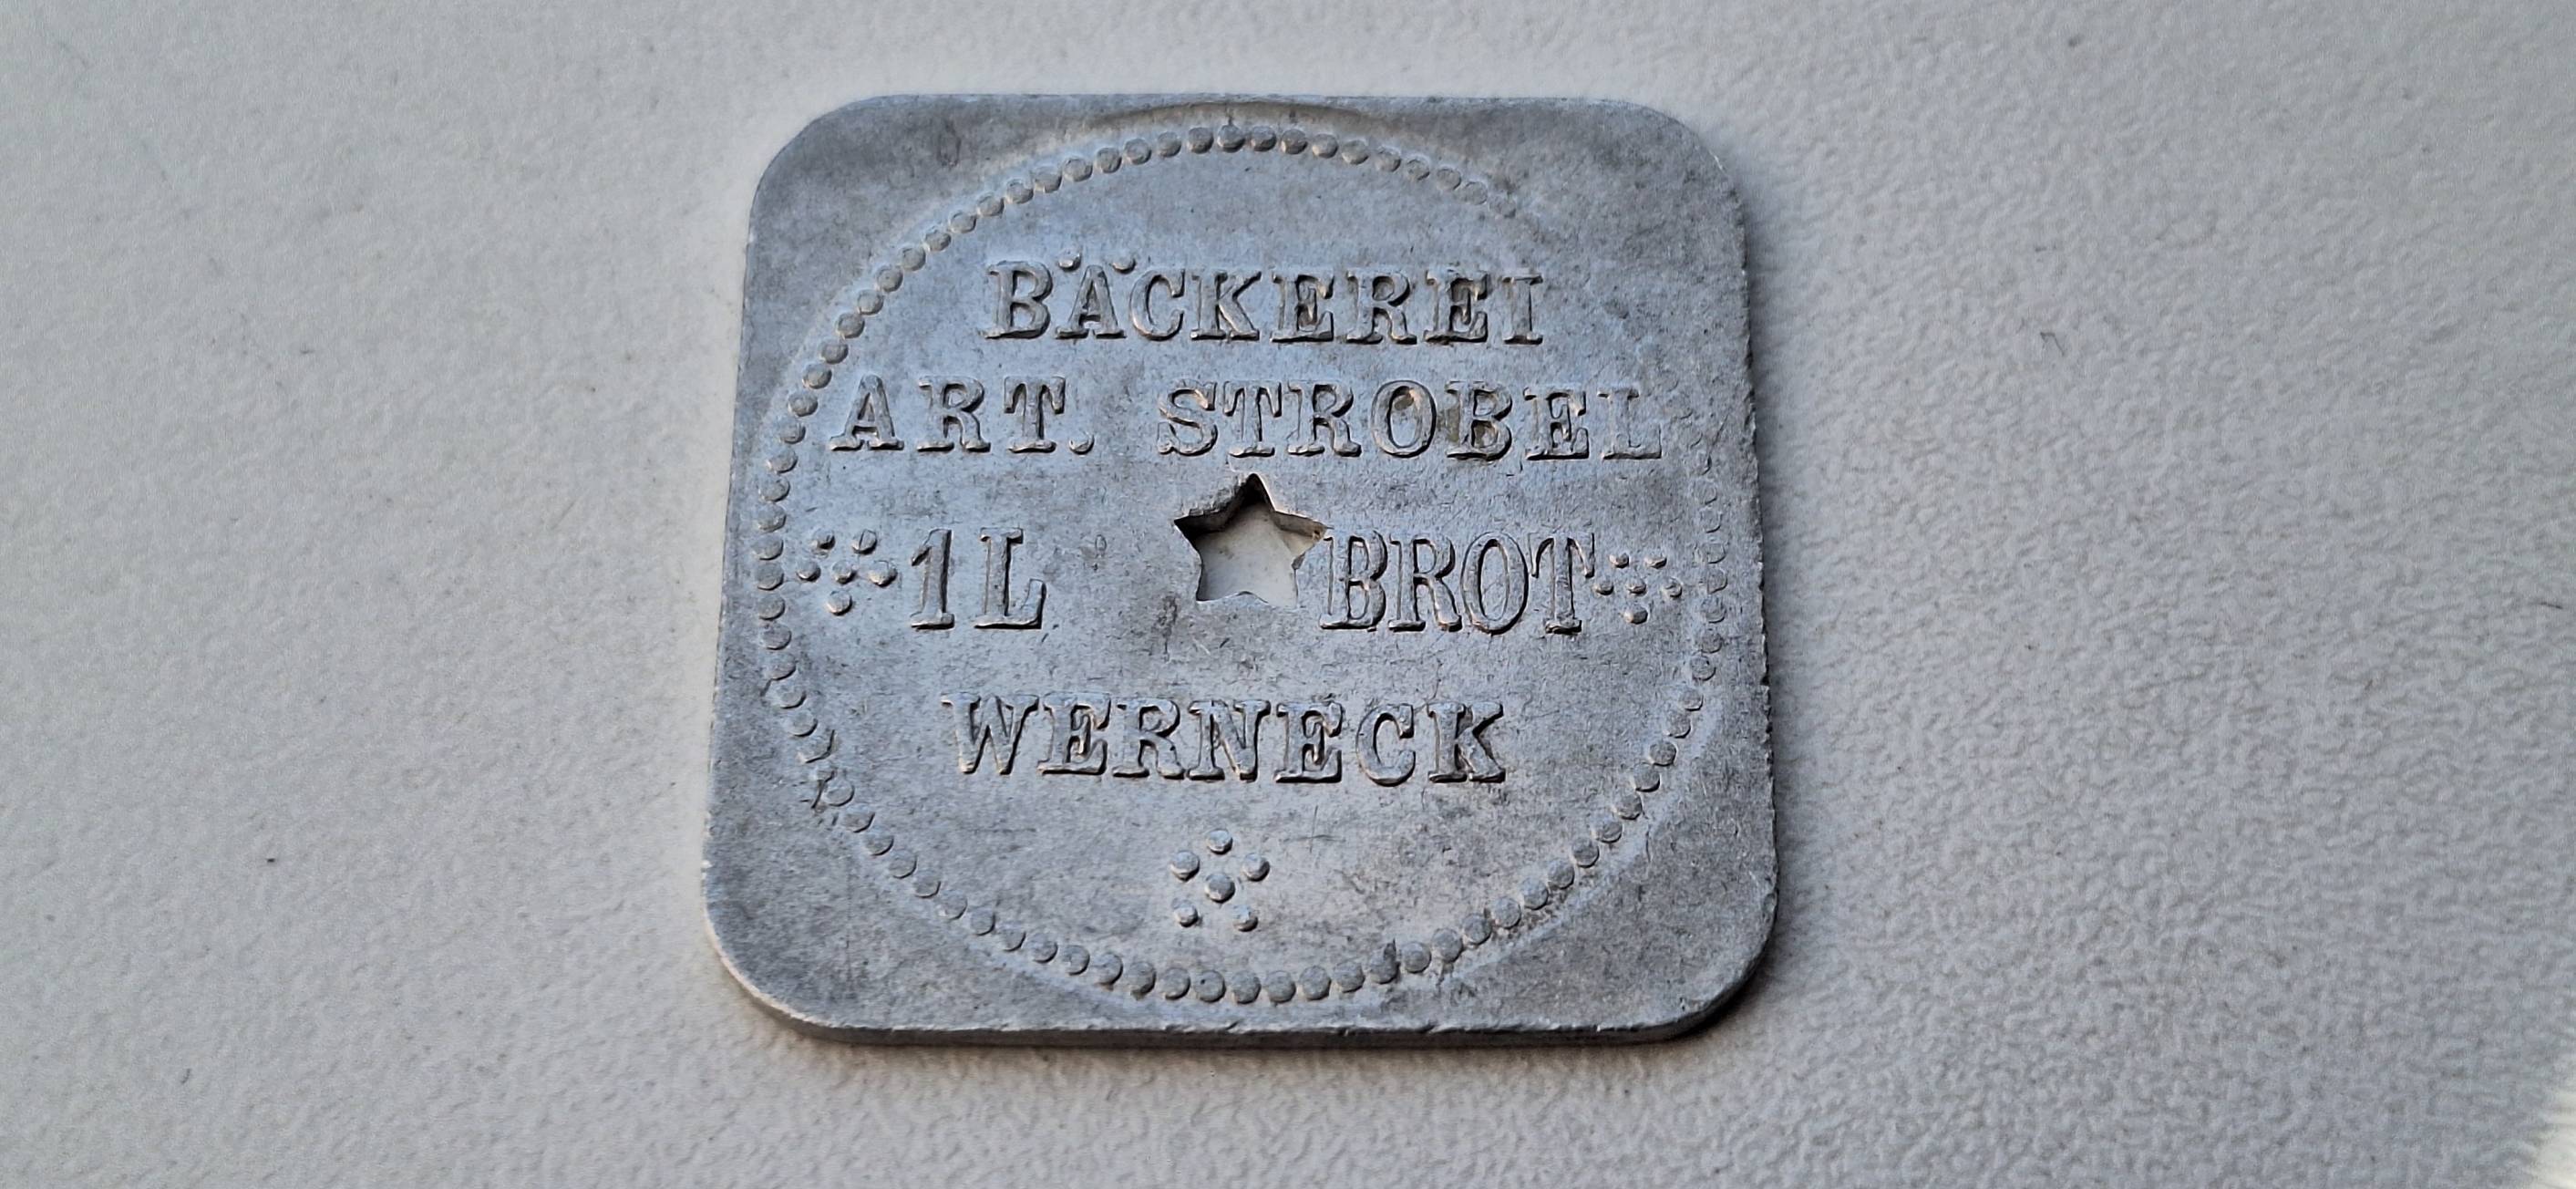 BÄCKEREI
ART. STROBEL
1L BROT
WERNECK